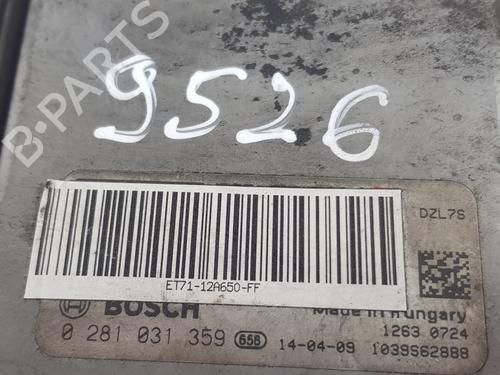 9526
DZL7S
ET71-12A650-FF
BOSCH
Made in Hungary
1263 0724
0 281 031 359 656 14-04-09 1039S62888
B-PARTS